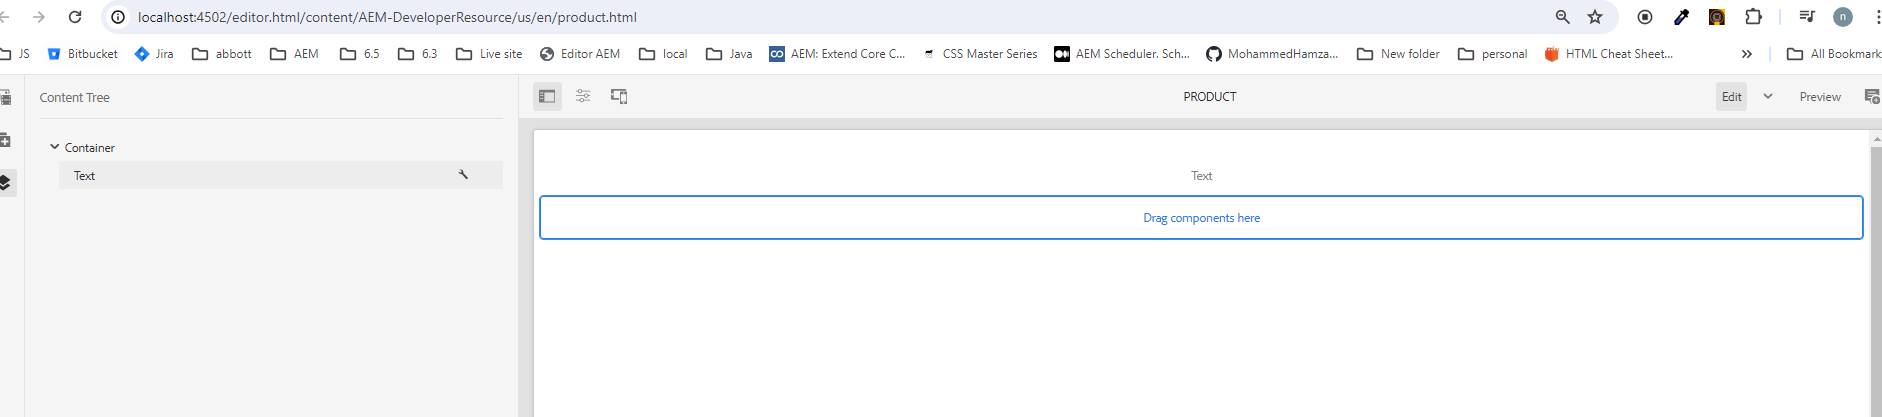 localhost:4502/editor.html/content/AEM-DeveloperResource/us/en/product.html
n
JS Bitbucket Jira abbott AEM 6.5 6.3 Live site Editor AEM local Java AEM: Extend Core C... CSS Master Series AEM Scheduler. Sch... MohammedHamza... New folder personal HTML Cheat Sheet... » All Bookmark
Content Tree
PRODUCT
Edit
Preview
Container
Text
Text
Drag components here